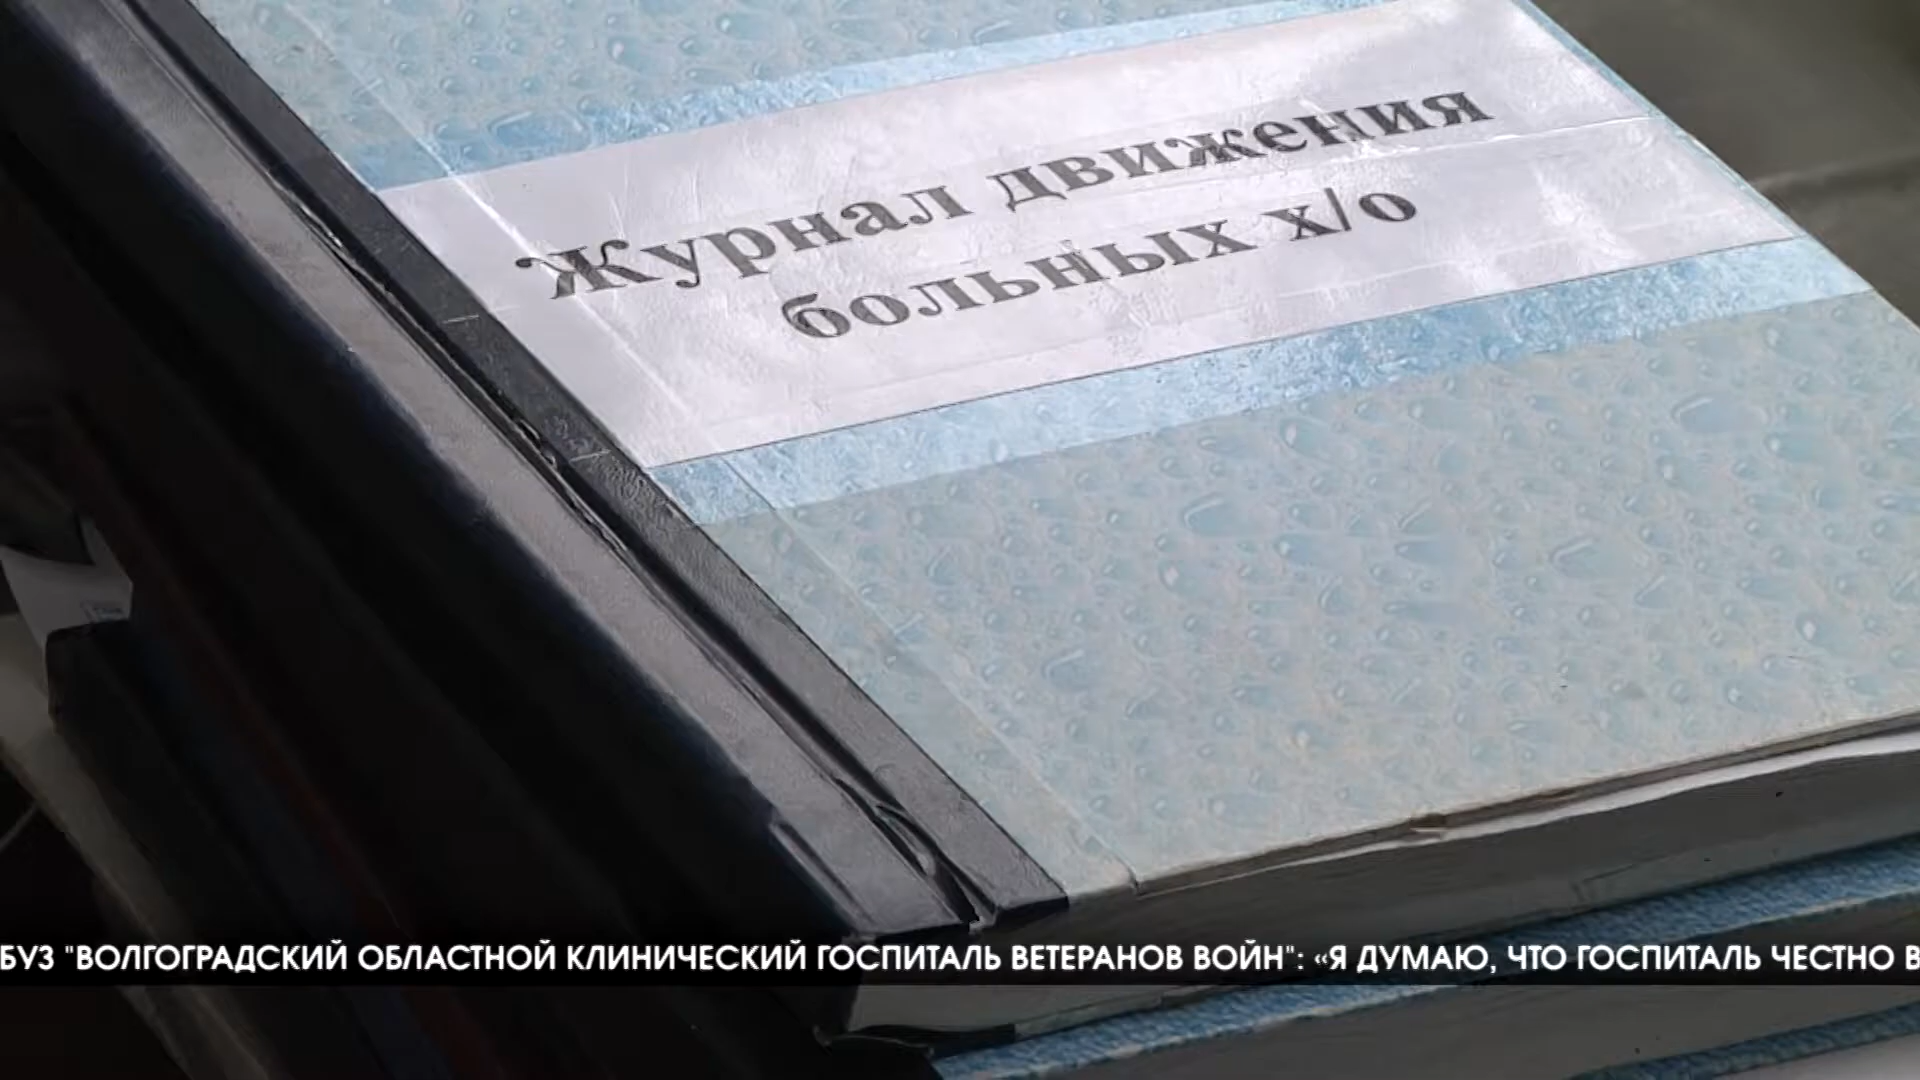 Журнал движения
больных х/о
БУЗ "ВОЛГОГРАДСКИЙ ОБЛАСТНОЙ КЛИНИЧЕСКИЙ ГОСПИТАЛЬ ВЕТЕРАНОВ ВОЙН": «Я ДУМАЮ, ЧТО ГОСПИТАЛЬ ЧЕСТНО В